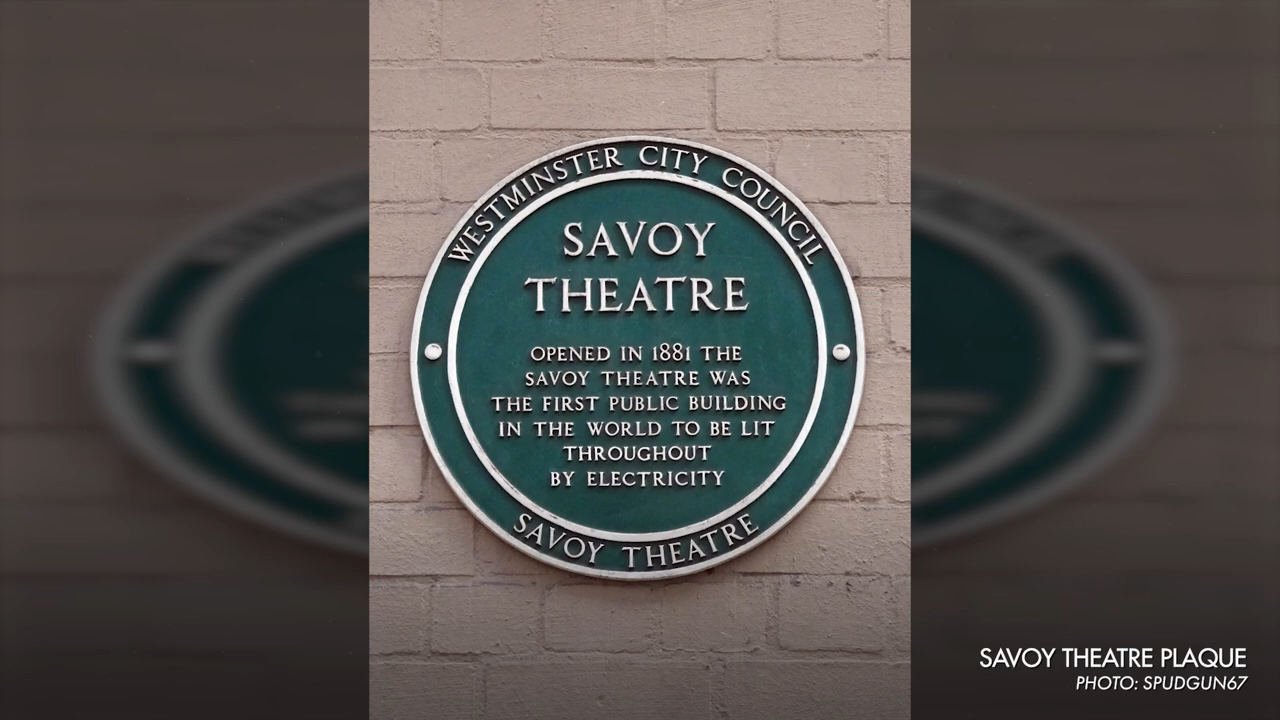 WESTMINSTER CITY COUNCIL
SAVOY
THEATRE
OPENED IN 1881 THE
SAVOY THEATRE WAS
THE FIRST PUBLIC BUILDING
IN THE WORLD TO BE LIT
THROUGHOUT
BY ELECTRICITY
SAVOY THEATRE
SAVOY THEATRE PLAQUE
PHOTO: SPUDGUN67